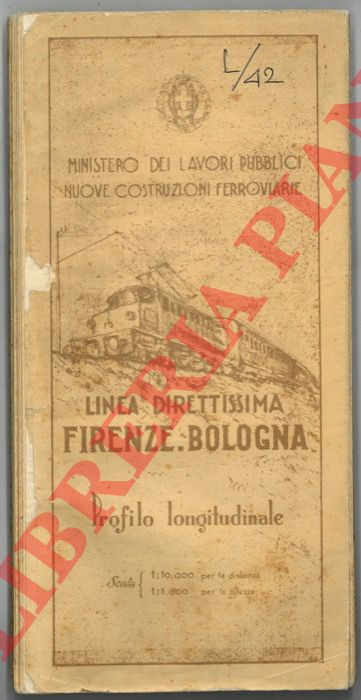 L/42
MINISTERO DEI LAVORI PUBBLICI
NUOVE COSTRUZIONI FERROVIARIE
LINEA DIRETTISSIMA
FIRENZE.BOLOGNA
Profilo longitudinale
Scala
1:10.000 per le distanze
1:1.000 per le altezze
LIBRERIA PIAN